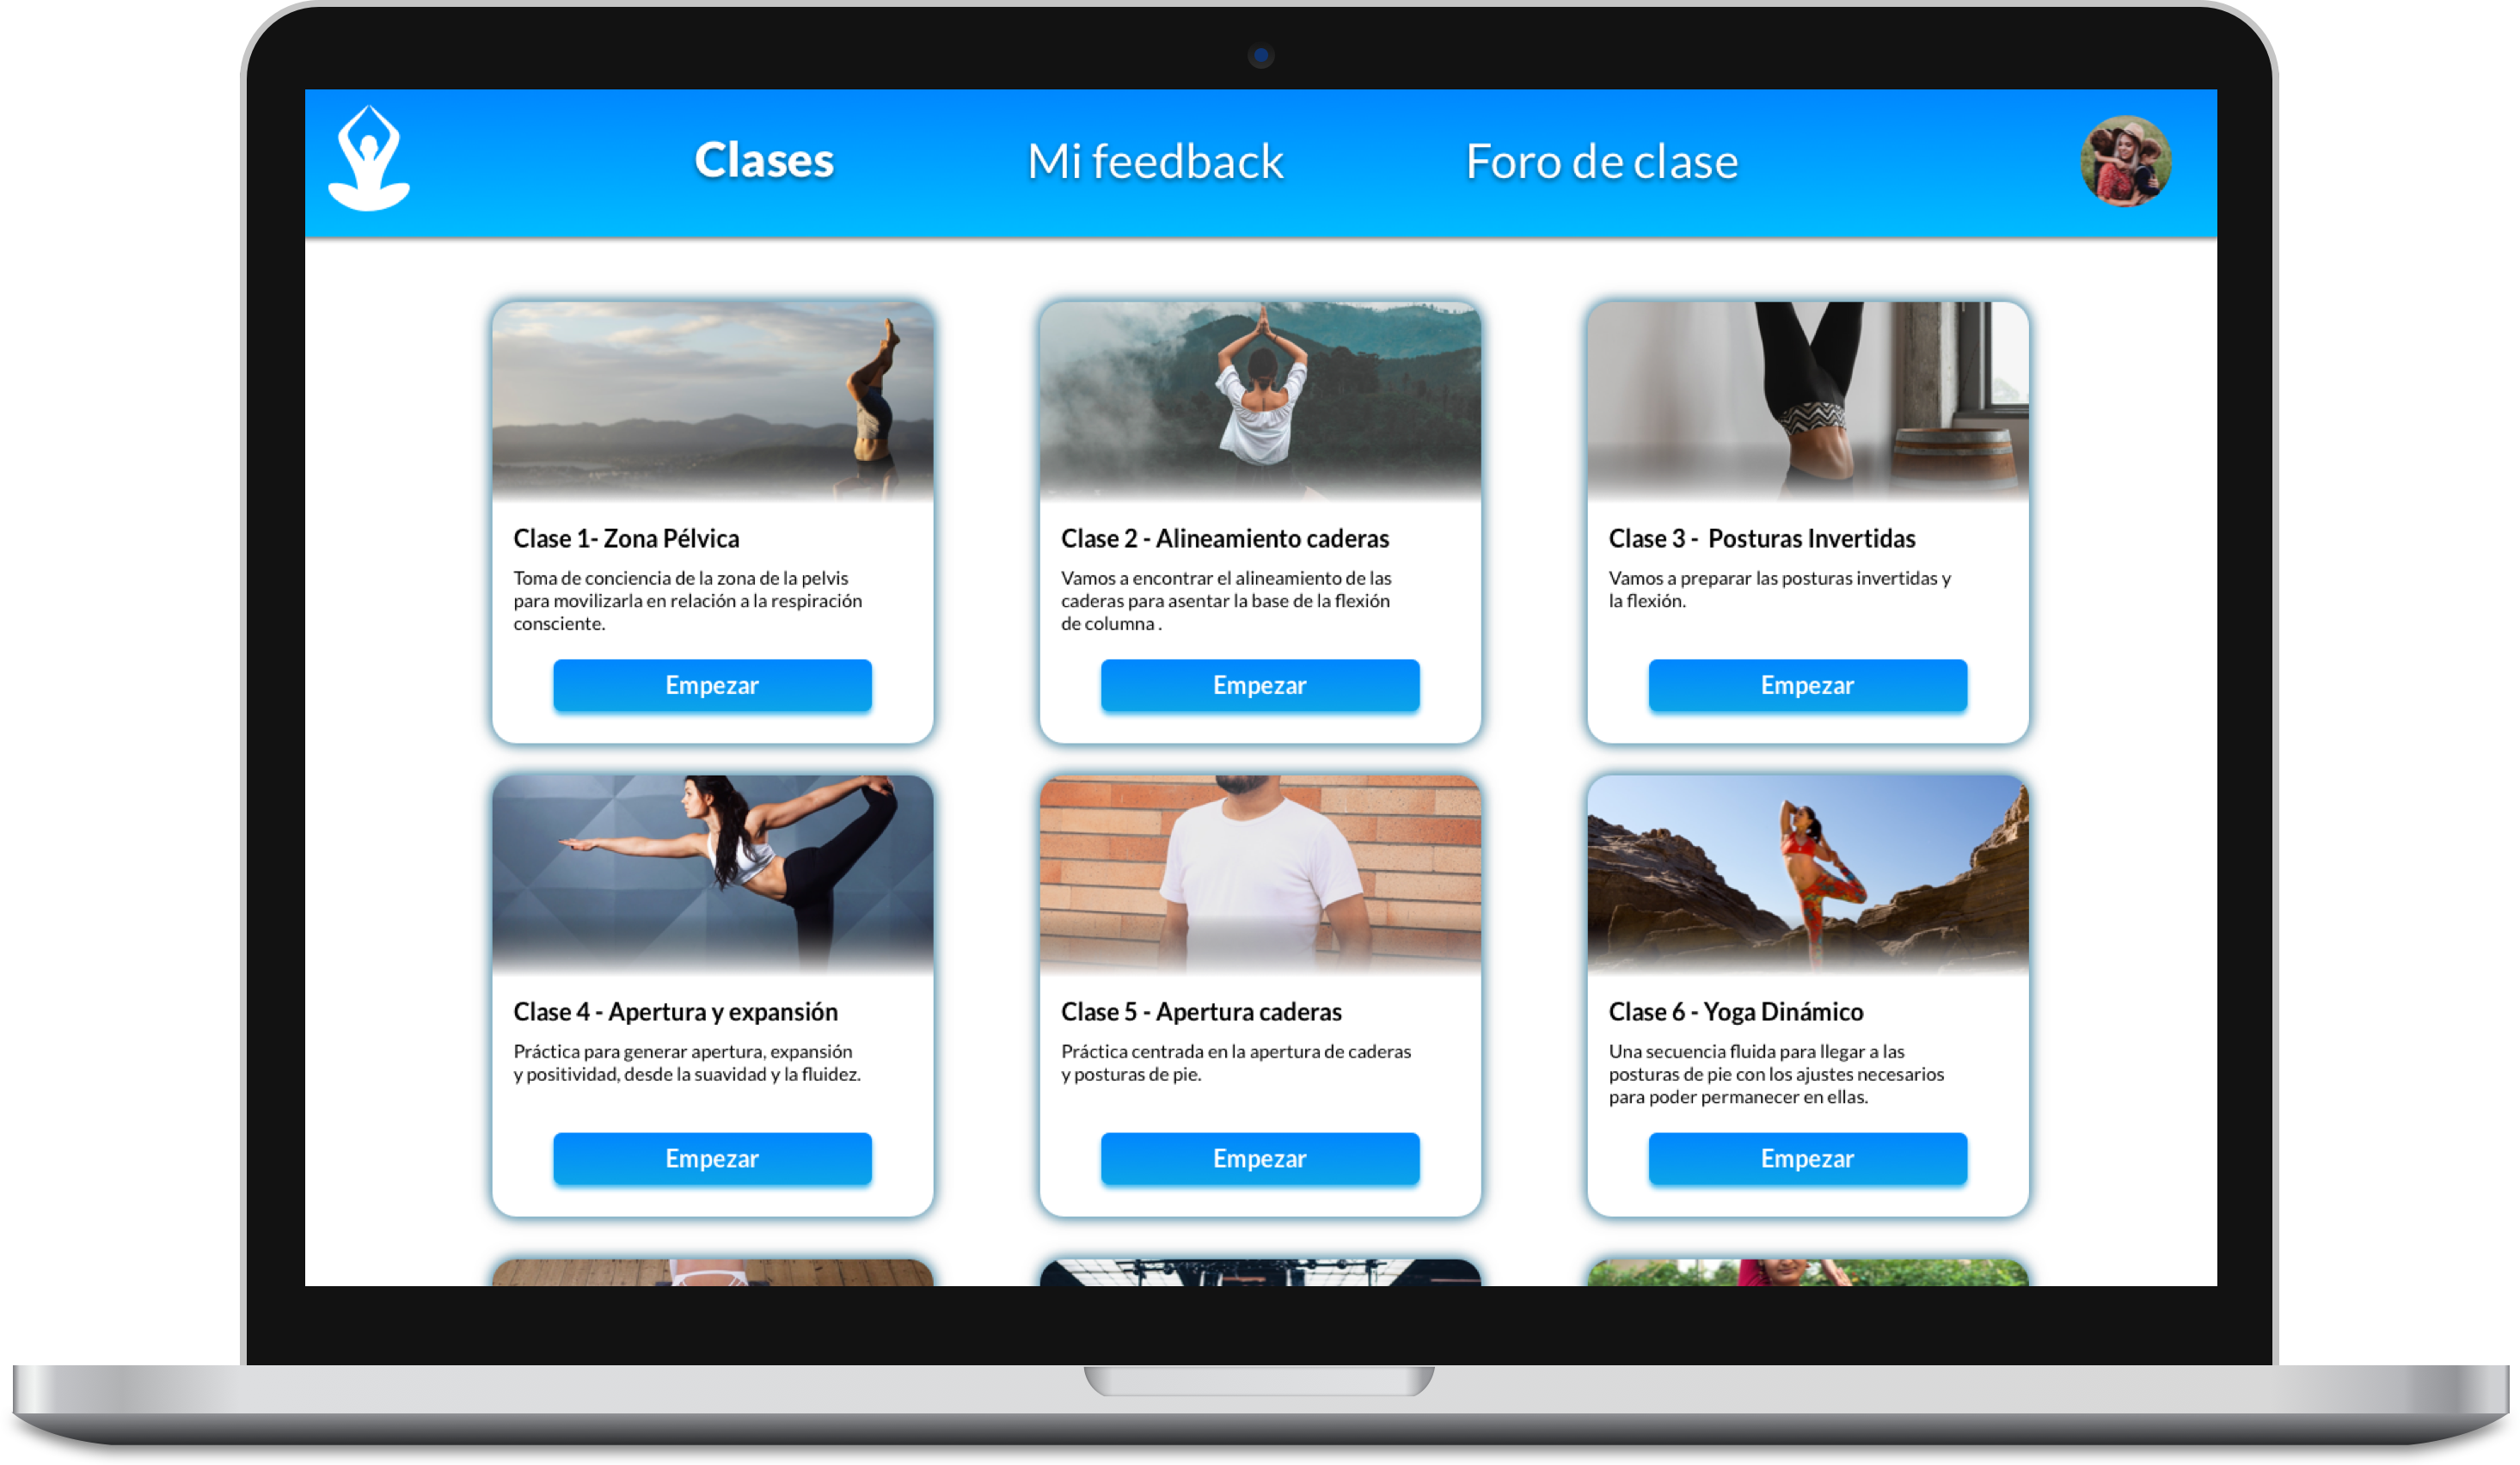 Clases
Mi feedback
Foro de clase
Clase 1- Zona Pélvica
Toma de conciencia de la zona de la pelvis
para movilizarla en relación a la respiración
consciente.
Empezar
Clase 2 - Alineamiento caderas
Vamos a encontrar el alineamiento de las
caderas para asentar la base de la flexión
de columna .
Empezar
Clase 3 -  Posturas Invertidas
Vamos a preparar las posturas invertidas y
la flexión.
Empezar
Clase 4 - Apertura y expansión
Práctica para generar apertura, expansión
y positividad, desde la suavidad y la fluidez.
Empezar
Clase 5 - Apertura caderas
Práctica centrada en la apertura de caderas
y posturas de pie.
Empezar
Clase 6 - Yoga Dinámico
Una secuencia fluida para llegar a las
posturas de pie con los ajustes necesarios
para poder permanecer en ellas.
Empezar